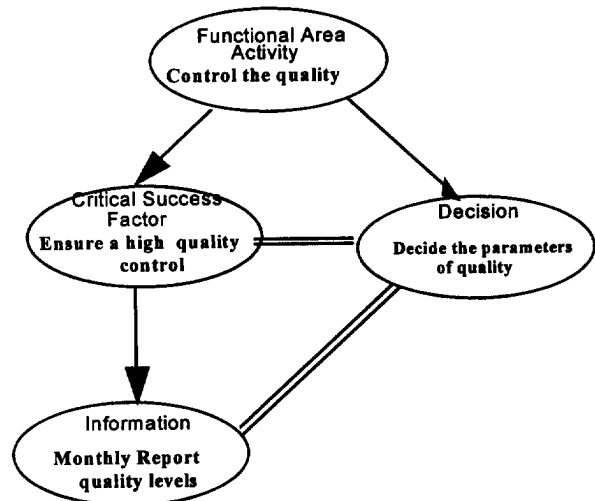 Functional Area
Activity
Control the quality
Critical Success
Factor
Ensure a high quality
control
Decision
Decide the parameters
of quality
Information
Monthly Report
quality levels